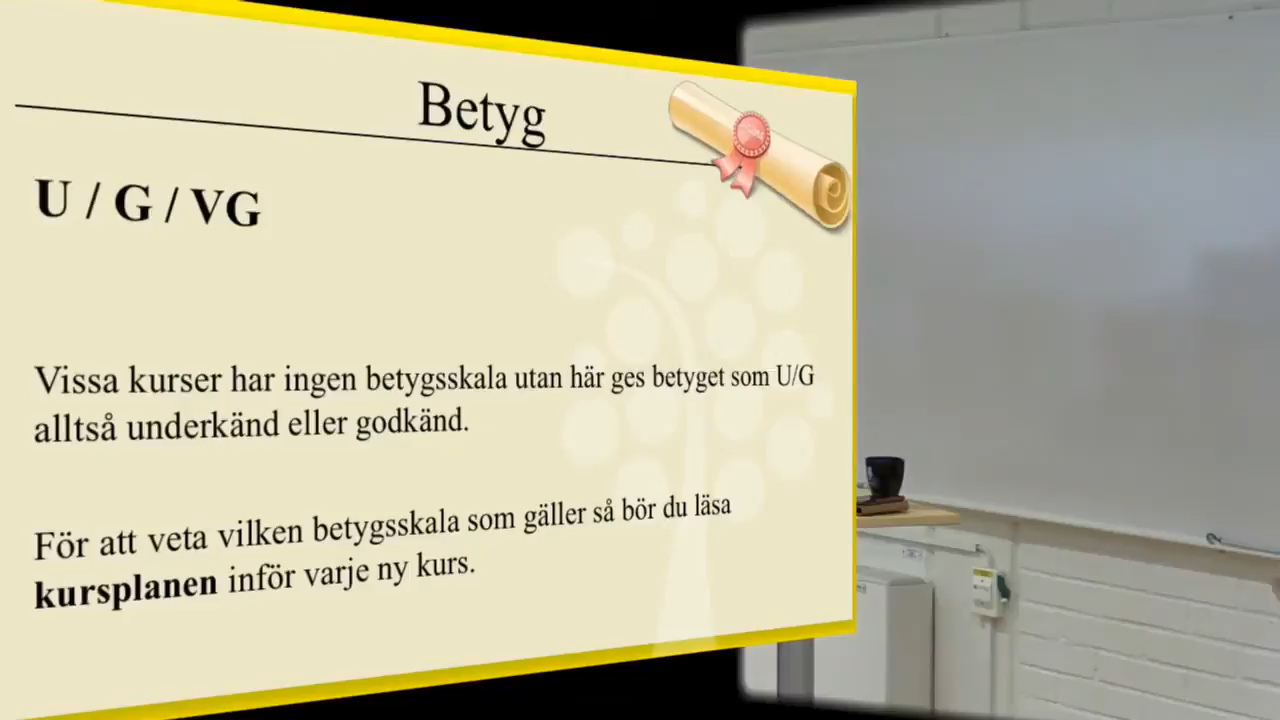 Betyg
U / G / VG
Vissa kurser har ingen betygsskala utan här ges betyget som U/G
alltså underkänd eller godkänd.
För att veta vilken betygsskala som gäller så bör du läsa
kursplanen inför varje ny kurs.